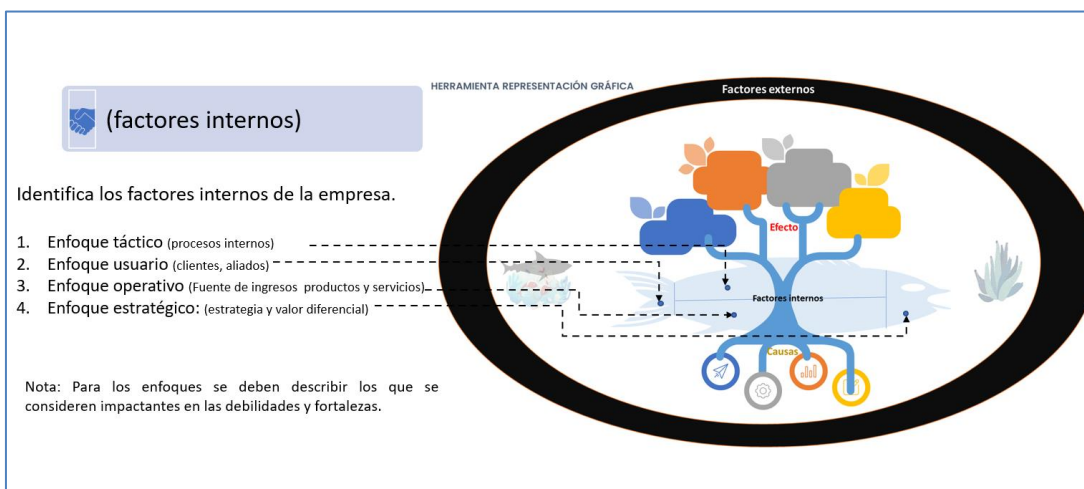 HERRAMIENTA REPRESENTACIÓN GRÁFICA
Factores externos
(factores internos)
Identifica los factores internos de la empresa.
1. Enfoque táctico (procesos internos)
2. Enfoque usuario (clientes, aliados)
3. Enfoque operativo (Fuente de ingresos productos y servicios)
4. Enfoque estratégico: (estrategia y valor diferencial)
Efecto
Factores internos
Causas
Nota: Para los enfoques se deben describir los que se
consideren impactantes en las debilidades y fortalezas.